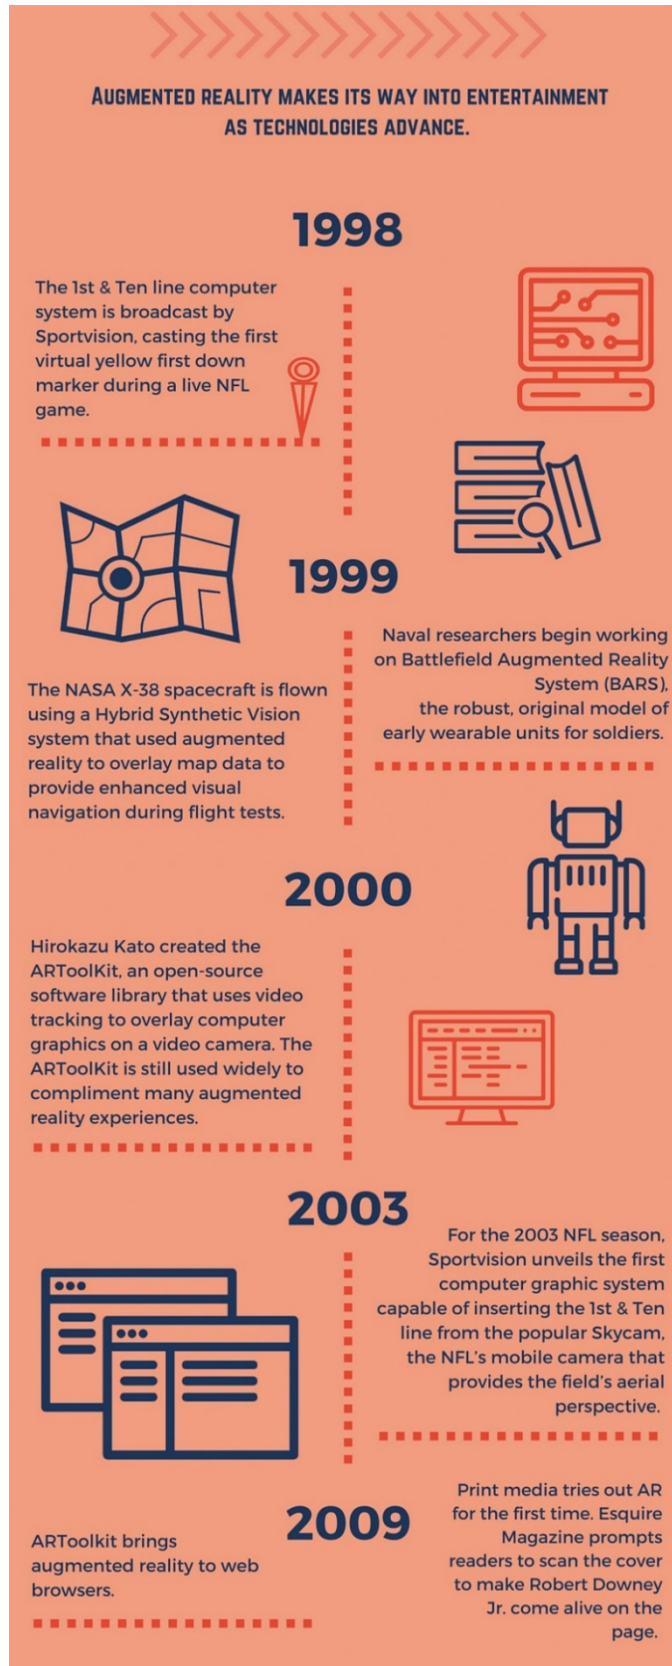 AUGMENTED REALITY MAKES ITS WAY INTO ENTERTAINMENT
AS TECHNOLOGIES ADVANCE.
1998
The 1st & Ten line computer
system is broadcast by
Sportvision, casting the first
virtual yellow first down
marker during a live NFL
game.
1999
Naval researchers begin working
on Battlefield Augmented Reality
System (BARS),
the robust, original model of
early wearable units for soldiers.
The NASA X-38 spacecraft is flown
using a Hybrid Synthetic Vision
system that used augmented
reality to overlay map data to
provide enhanced visual
navigation during flight tests.
2000
Hirokazu Kato created the
ARToolKit, an open-source
software library that uses video
tracking to overlay computer
graphics on a video camera. The
ARToolKit is still used widely to
compliment many augmented
reality experiences.
2003
For the 2003 NFL season,
Sportvision unveils the first
computer graphic system
capable of inserting the 1st & Ten
line from the popular Skycam,
the NFL's mobile camera that
provides the field's aerial
perspective.
2009
ARToolkit brings
augmented reality to web
browsers.
Print media tries out AR
for the first time. Esquire
Magazine prompts
readers to scan the cover
to make Robert Downey
Jr. come alive on the
page.